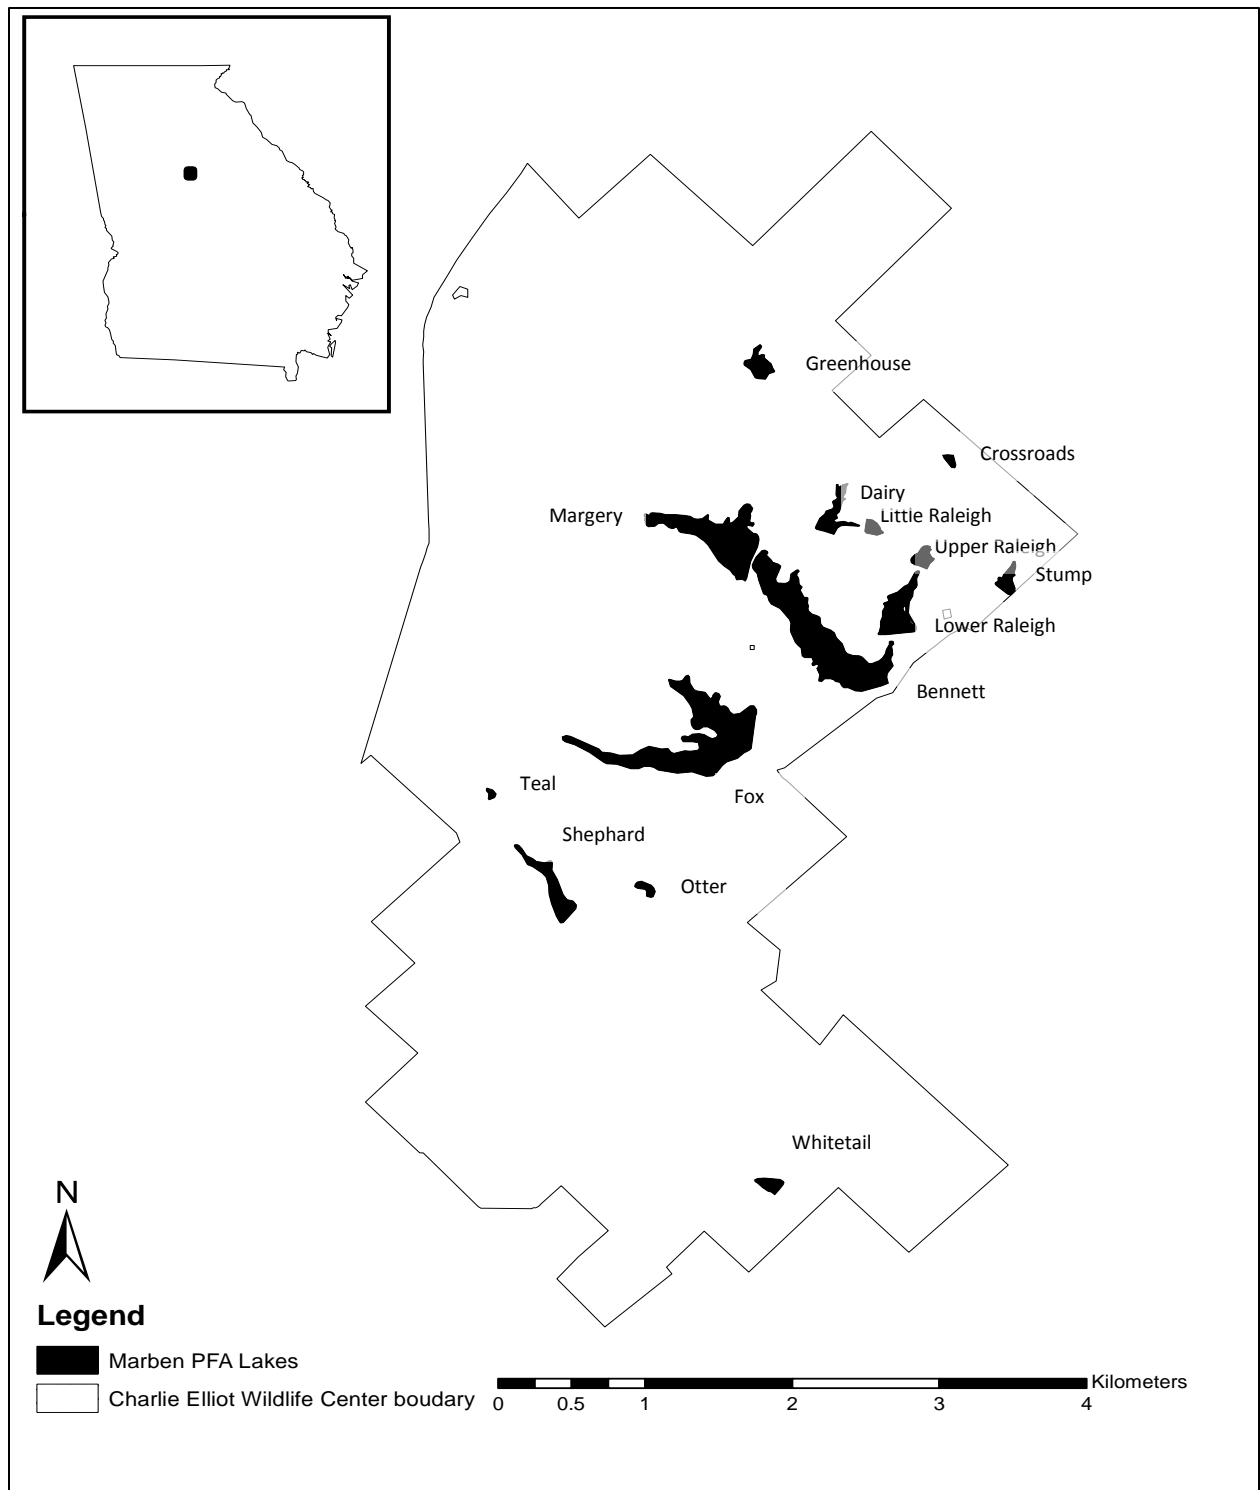 Greenhouse
Crossroads
Dairy
Margery
Little Raleigh
Upper Raleigh
Stump
Lower Raleigh
Bennett
Teal
Fox
Shephard
Otter
Whitetail
N
Legend
Marben PFA Lakes
Charlie Elliot Wildlife Center boudary
Kilometers
0 0.5 1 2 3 4